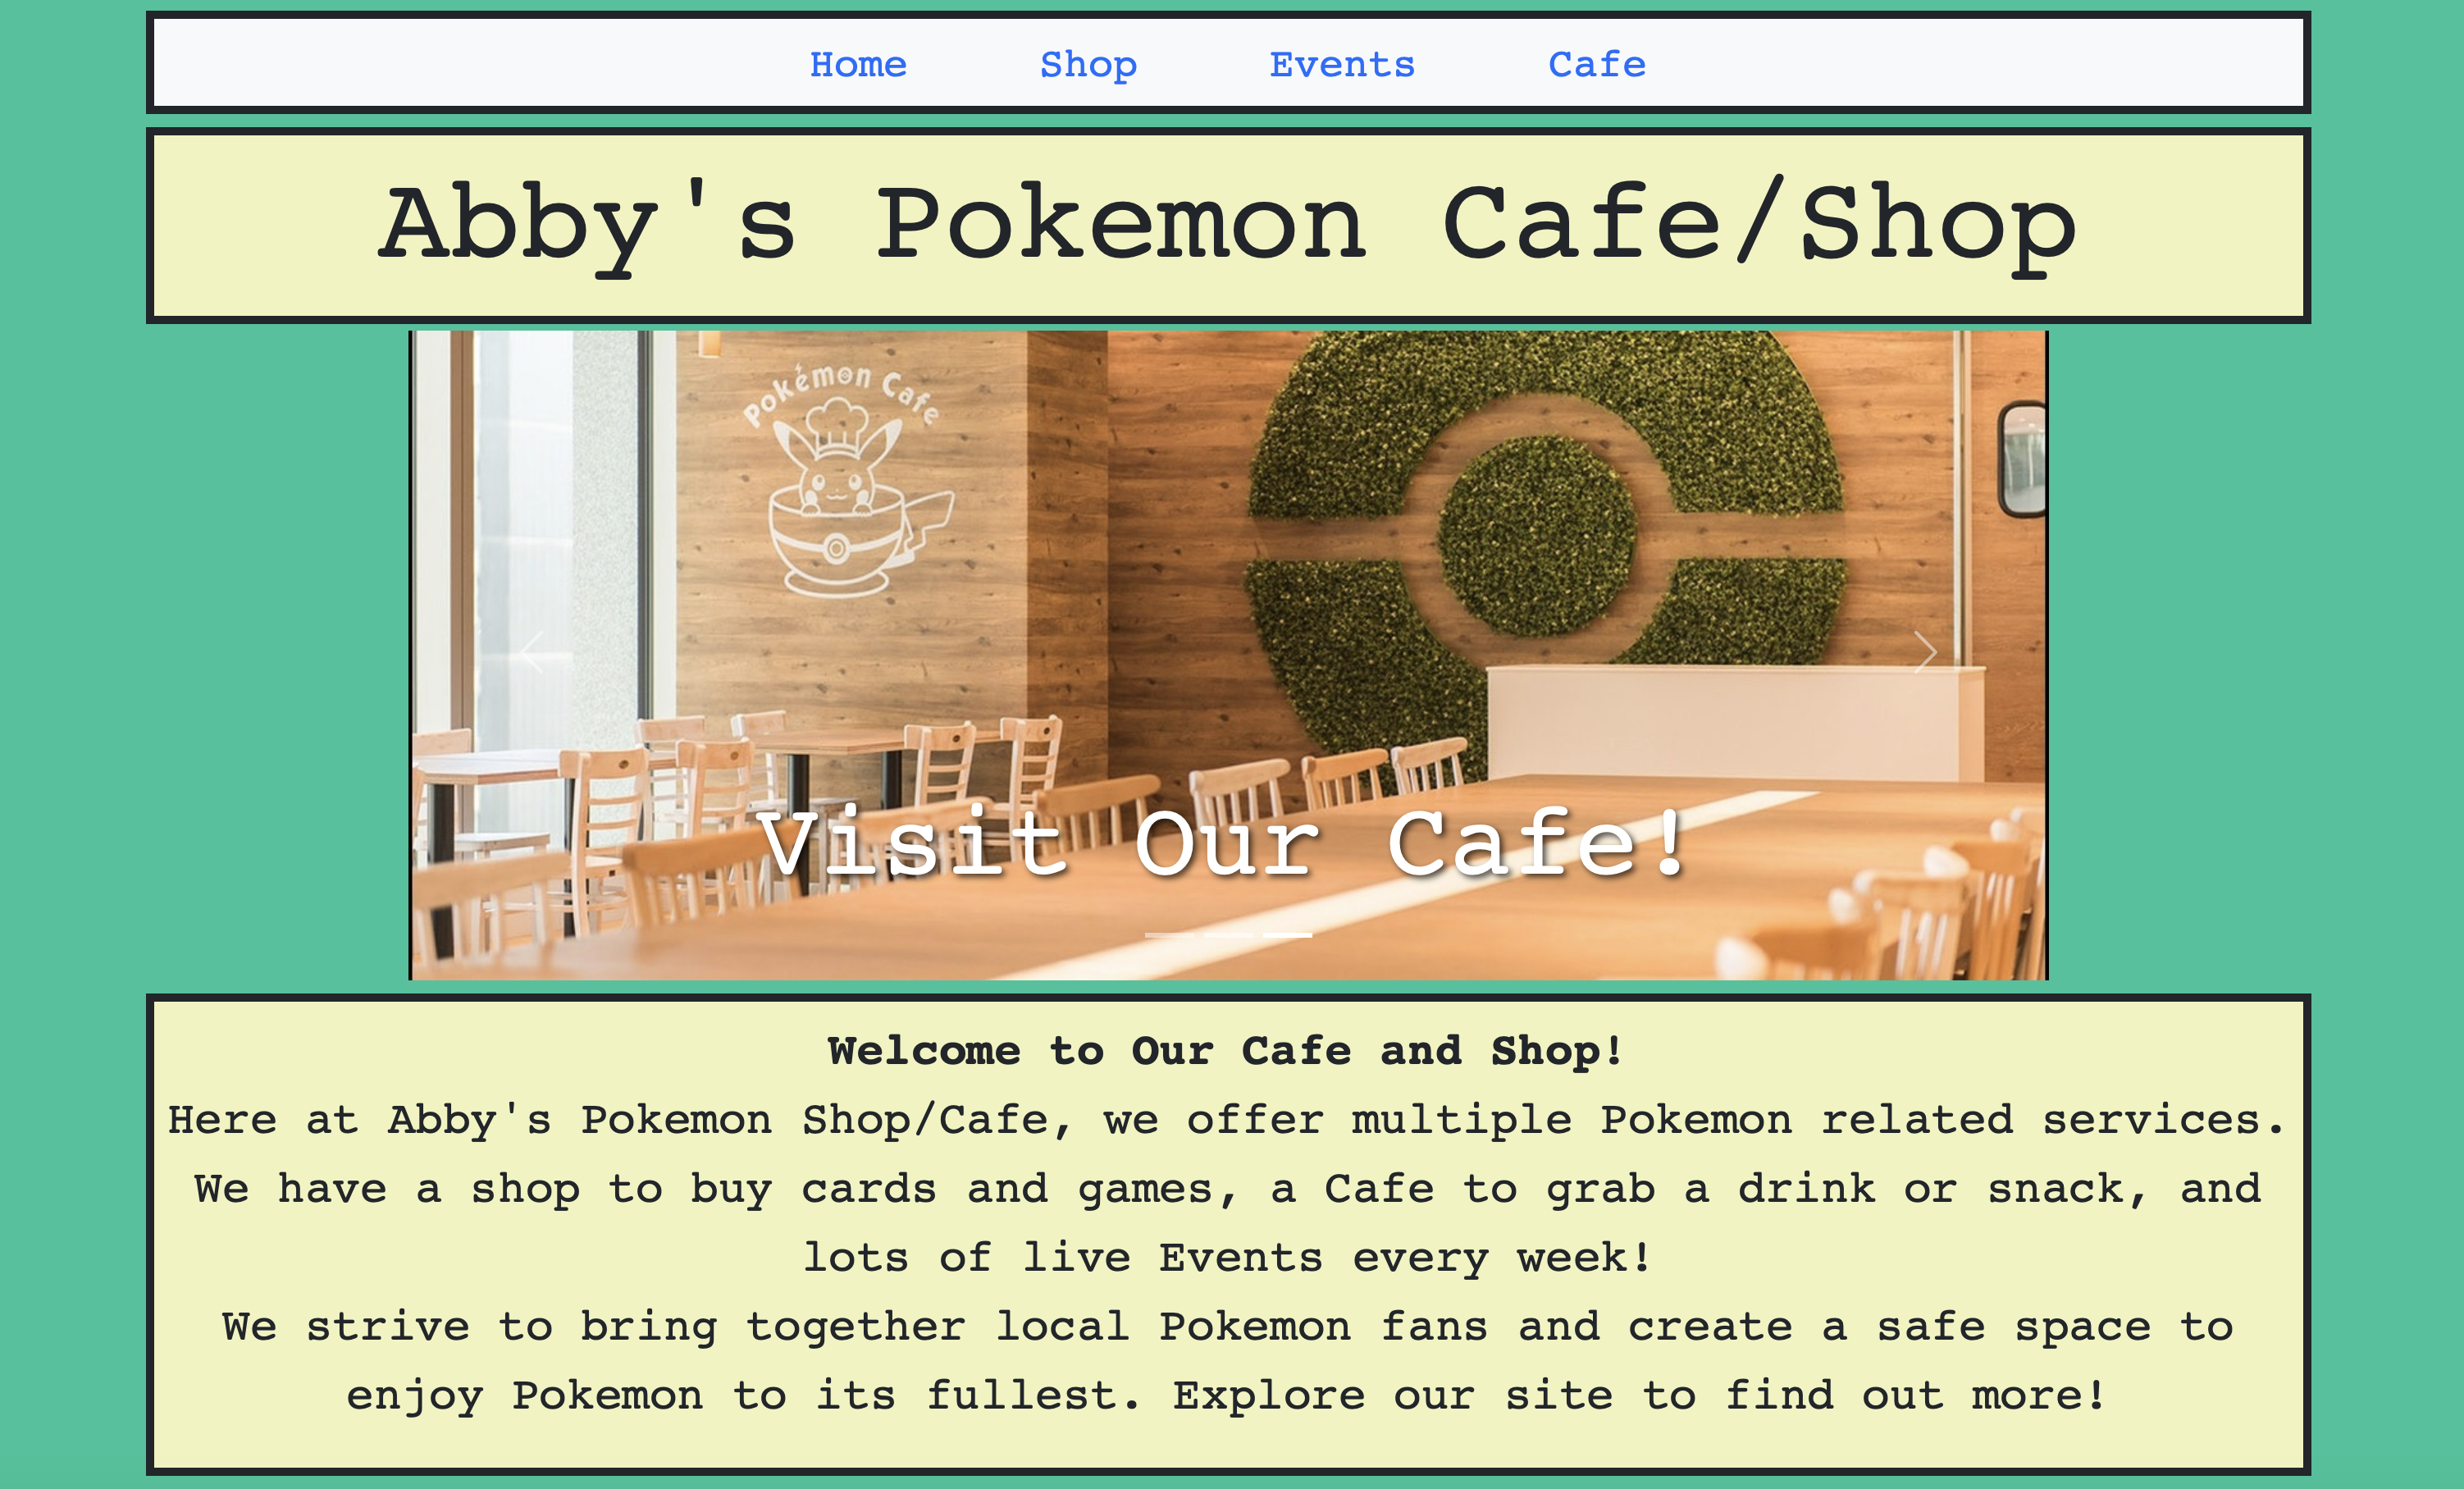 Home Shop Events Cafe
Abby's Pokemon Cafe/Shop
Pokémon Cafe
Visit Our Cafe!
Welcome to Our Cafe and Shop!
Here at Abby's Pokemon Shop/Cafe, we offer multiple Pokemon related services.
We have a shop to buy cards and games, a Cafe to grab a drink or snack, and
lots of live Events every week!
We strive to bring together local Pokemon fans and create a safe space to
enjoy Pokemon to its fullest. Explore our site to find out more!